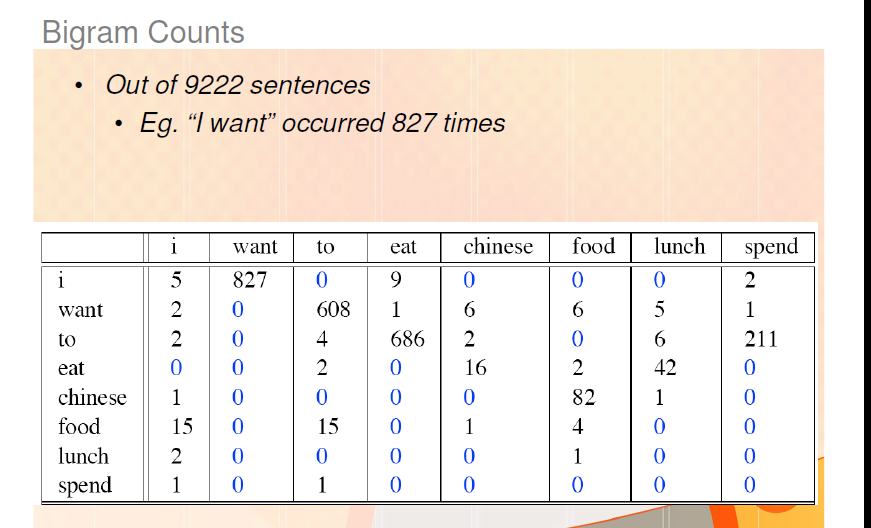 Bigram Counts
• Out of 9222 sentences
• Eg. “I want” occurred 827 times
i want to eat chinese food lunch spend
i 5 827 0 9 0 0 0 2
want 2 0 608 1 6 6 5 1
to 2 0 4 686 2 0 6 211
eat 0 0 2 0 16 2 42 0
chinese 1 0 0 0 0 82 1 0
food 15 0 15 0 1 4 0 0
lunch 2 0 0 0 0 1 0 0
spend 1 0 1 0 0 0 0 0